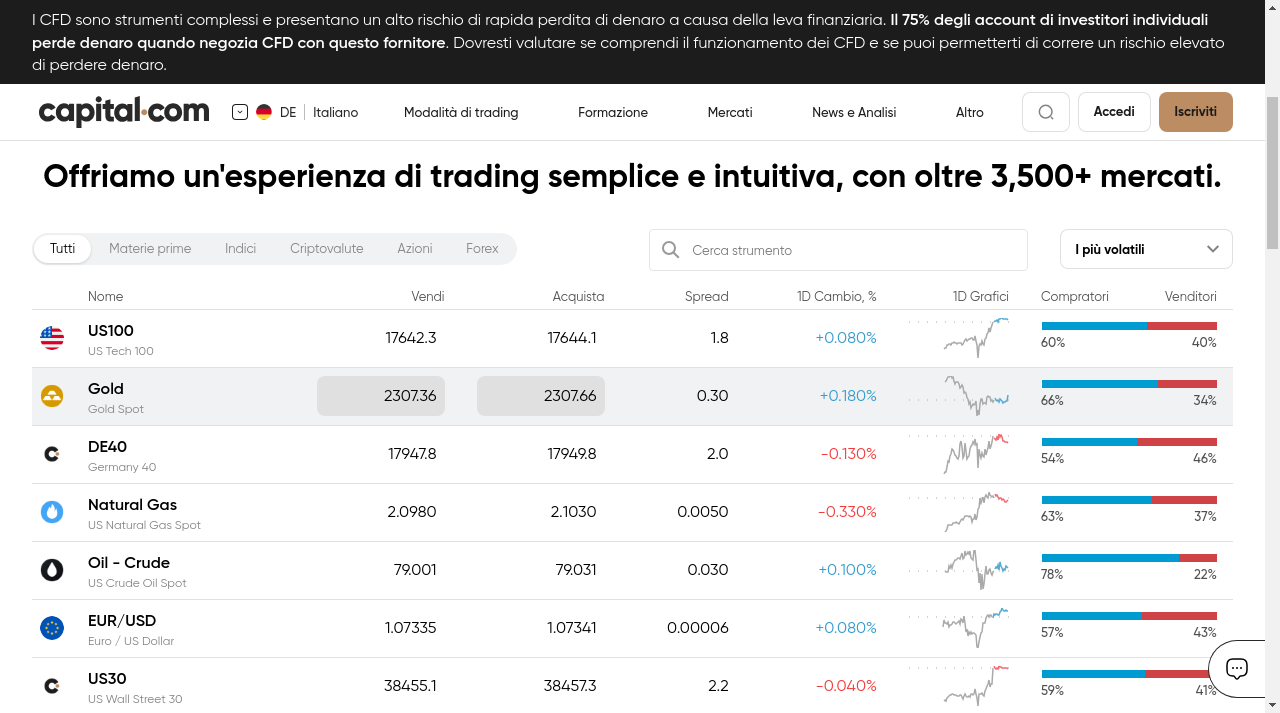 I CFD sono strumenti complessi e presentano un alto rischio di rapida perdita di denaro a causa della leva finanziaria. Il 75% degli account di investitori individuali
perde denaro quando negozia CFD con questo fornitore. Dovresti valutare se comprendi il funzionamento dei CFD e se puoi permetterti di correre un rischio elevato
di perdere denaro.
capital.com DE Italiano Modalità di trading Formazione Mercati News e Analisi Altro Accedi Iscriviti
Offriamo un'esperienza di trading semplice e intuitiva, con oltre 3,500+ mercati.
Tutti Materie prime Indici Criptovalute Azioni Forex Cerca strumento I più volatili
Nome Vendi Acquista Spread 1D Cambio, % 1D Grafici Compratori Venditori
US100 17642.3 17644.1 1.8 +0.080%
US Tech 100 60% 40%
Gold 2307.36 2307.66 0.30 +0.180%
Gold Spot 66% 34%
DE40 17947.8 17949.8 2.0 -0.130%
Germany 40 54% 46%
Natural Gas 2.0980 2.1030 0.0050 -0.330%
US Natural Gas Spot 63% 37%
Oil - Crude 79.001 79.031 0.030 +0.100%
US Crude Oil Spot 78% 22%
EUR/USD 1.07335 1.07341 0.00006 +0.080%
Euro / US Dollar 57% 43%
US30 38455.1 38457.3 2.2 -0.040%
US Wall Street 30 59% 41%